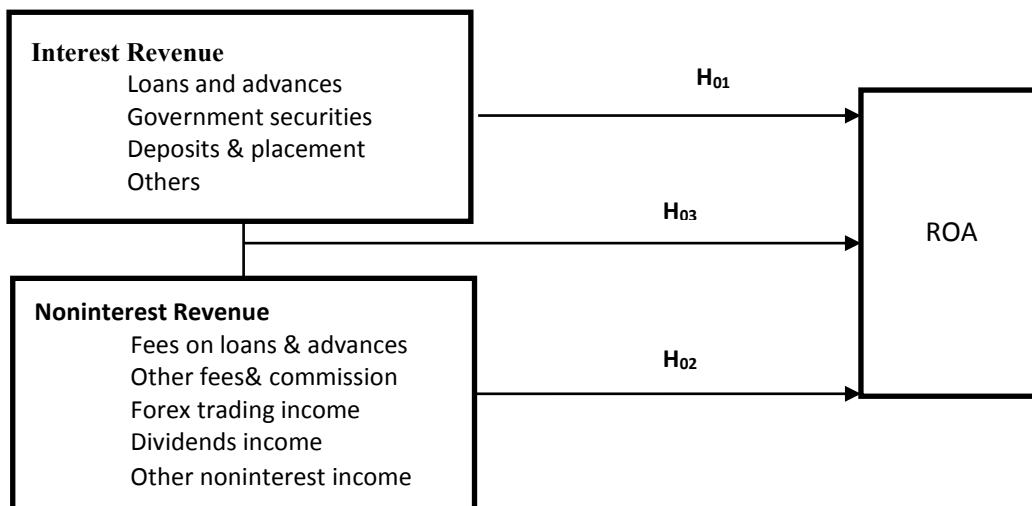 Interest Revenue
Loans and advances
Government securities
Deposits & placement
Others
H01
H03
ROA
Noninterest Revenue
Fees on loans & advances
Other fees& commission
Forex trading income
Dividends income
Other noninterest income
H02